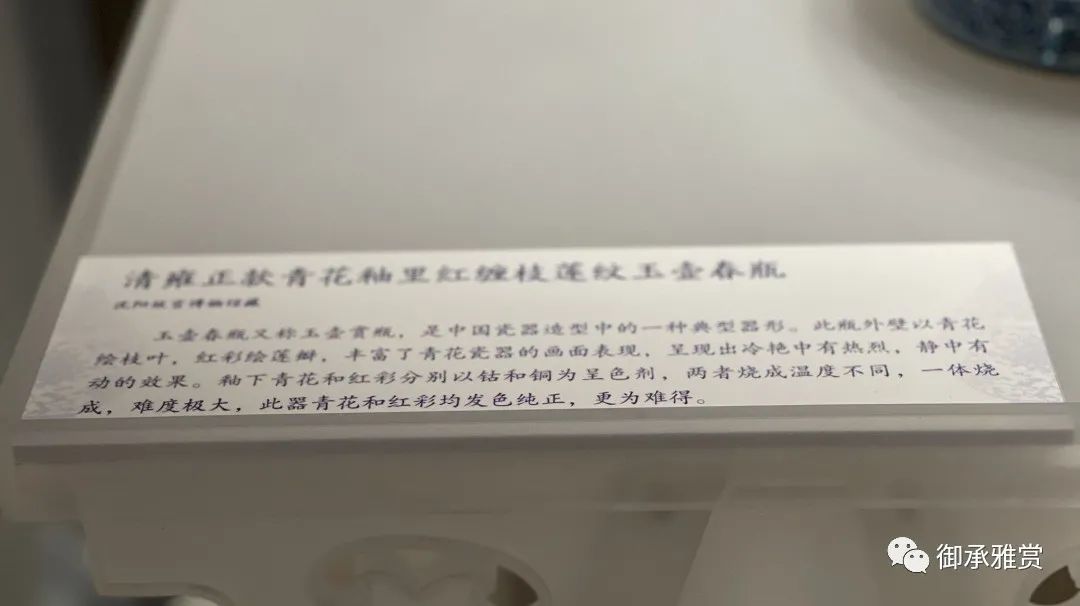 清雍正款青花釉里红缠枝莲纹玉壶春瓶
沈阳故宫博物馆藏
玉壶春瓶又称玉壶赏瓶，是中国瓷器造型中的一种典型器形。此瓶外壁以青花
绘枝叶，红彩绘莲瓣，丰富了青花瓷器的画面表现，呈现出冷艳中有热烈，静中有
动的效果。釉下青花和红彩分别以钴和铜为呈色剂，两者烧成温度不同，一体烧
成，难度极大，此器青花和红彩均发色纯正，更为难得。
御承雅赏